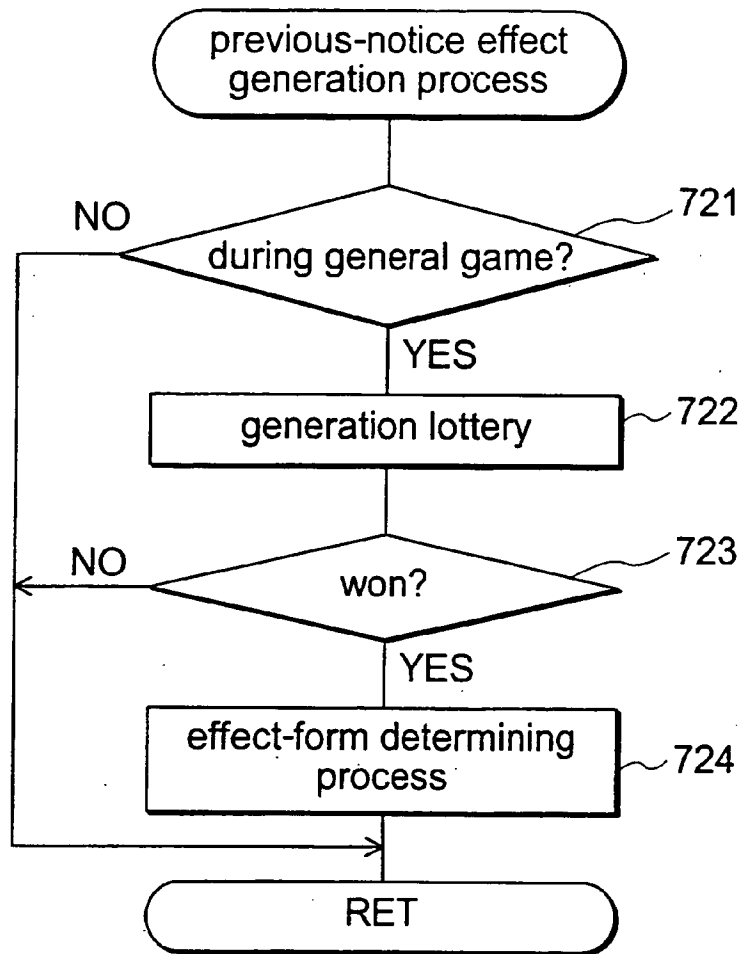 previous-notice effect
generation process
NO
721
during general game?
YES
generation lottery
722
NO
723
won?
YES
effect-form determining
process
724
RET